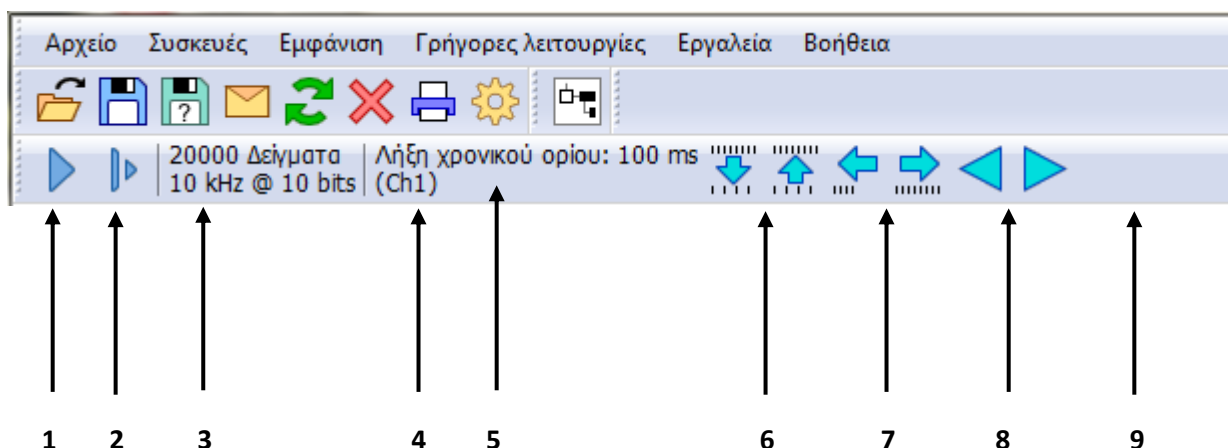 Αρχείο Συσκευές Εμφάνιση Γρήγορες λειτουργίες Εργαλεία Βοήθεια
?
20000 Δείγματα
10 kHz @ 10 bits
Λήξη χρονικού ορίου: 100 ms
(Ch1)
1 2 3 4 5 6 7 8 9